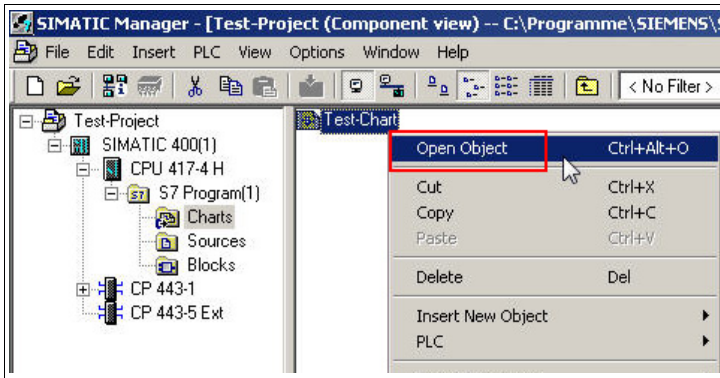 SIMATIC Manager - [Test-Project (Component view) -- C:\Programme\SIEMENS\
File Edit Insert PLC View Options Window Help
< No Filter >
Test-Project
SIMATIC 400(1)
CPU 417-4 H
S7 Program(1)
Charts
Sources
Blocks
CP 443-1
CP 443-5 Ext
Test-Chart
Open Object Ctrl+Alt+O
Cut Ctrl+X
Copy Ctrl+C
Paste Ctrl+V
Delete Del
Insert New Object
PLC